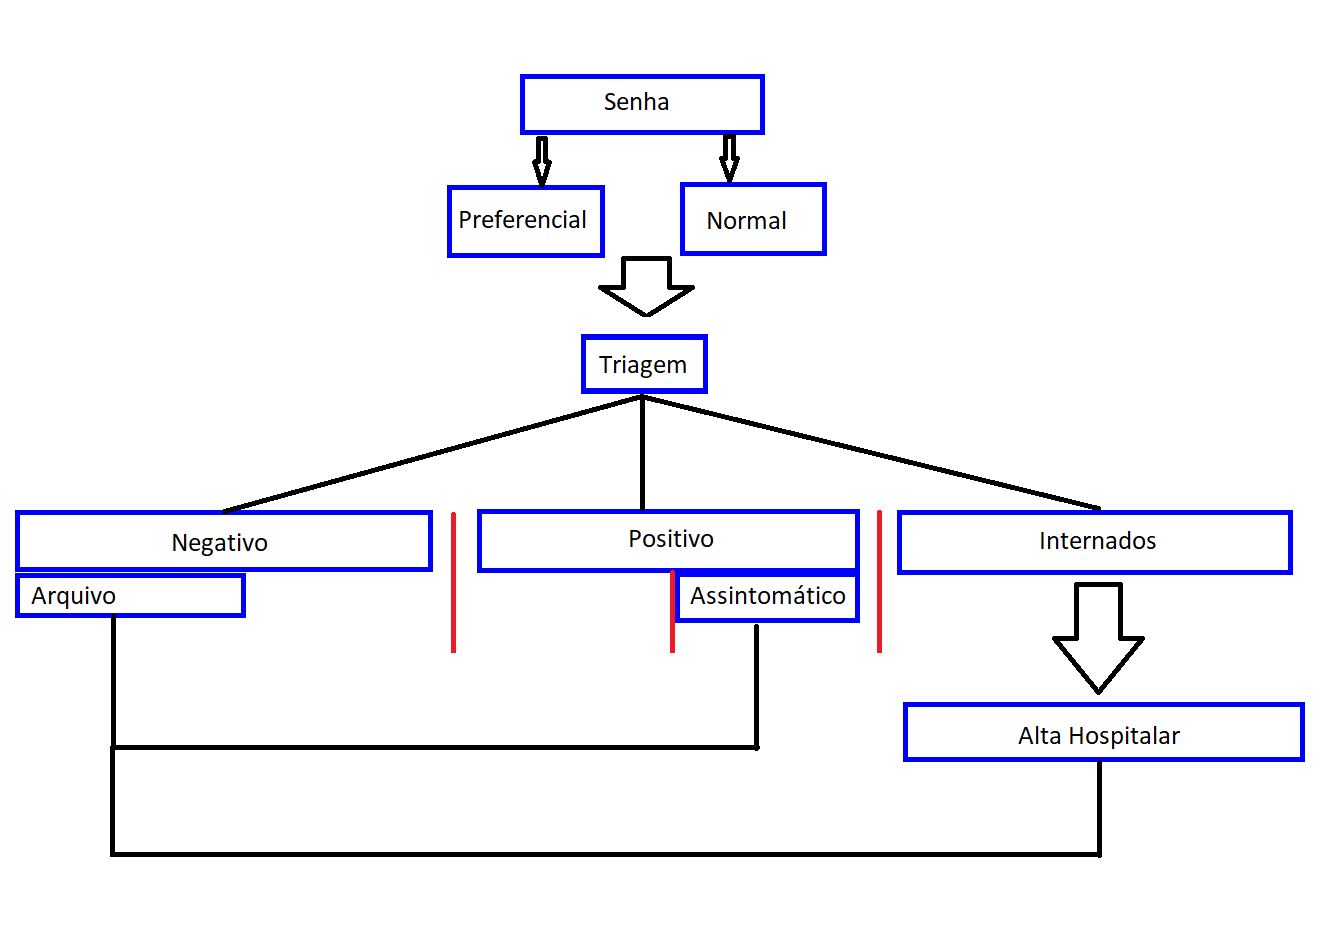 Senha
Preferencial
Normal
Triagem
Negativo
Positivo
Internados
Arquivo
Assintomático
Alta Hospitalar